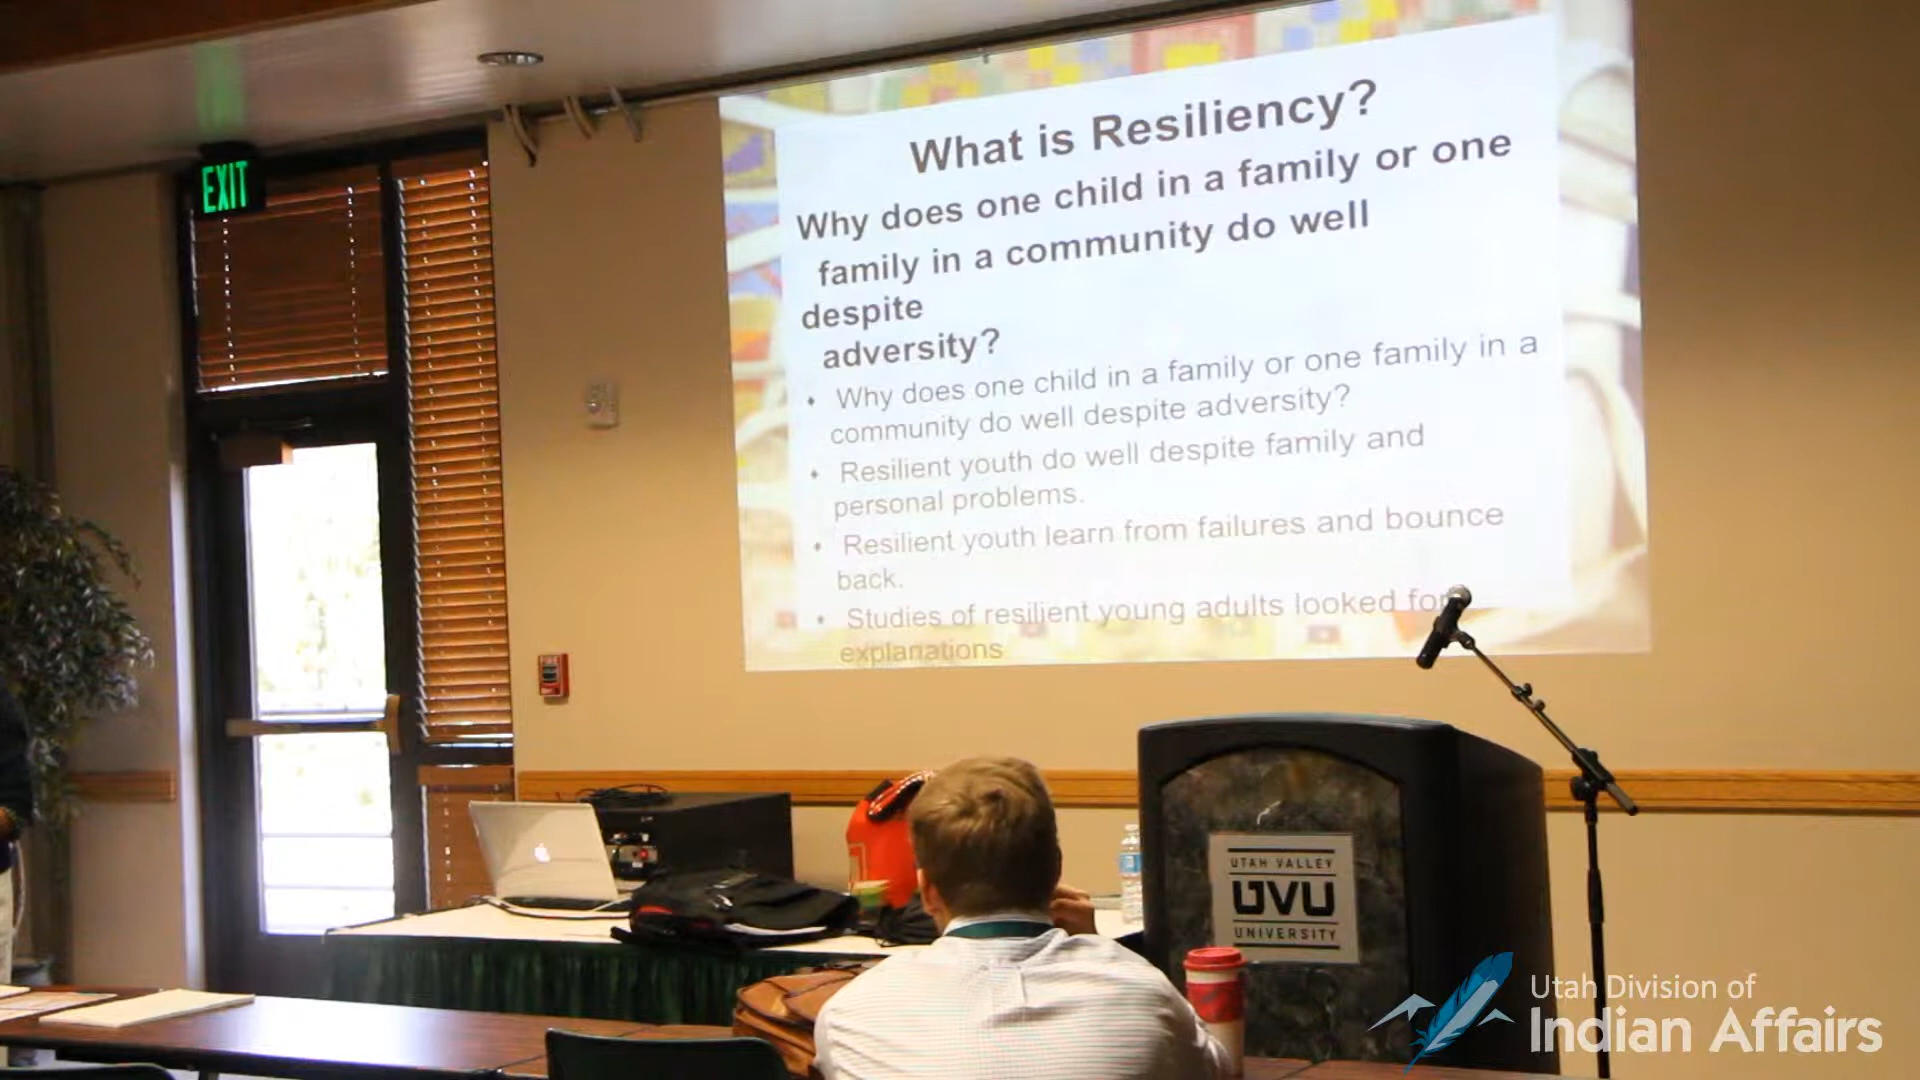 EXIT
What is Resiliency?
Why does one child in a family or one
family in a community do well
despite
adversity?
• Why does one child in a family or one family in a
community do well despite adversity?
• Resilient youth do well despite family and
personal problems.
• Resilient youth learn from failures and bounce
back.
• Studies of resilient young adults looked for
explanations
FIRE
UTAH VALLEY
UVU
UNIVERSITY
Utah Division of
Indian Affairs